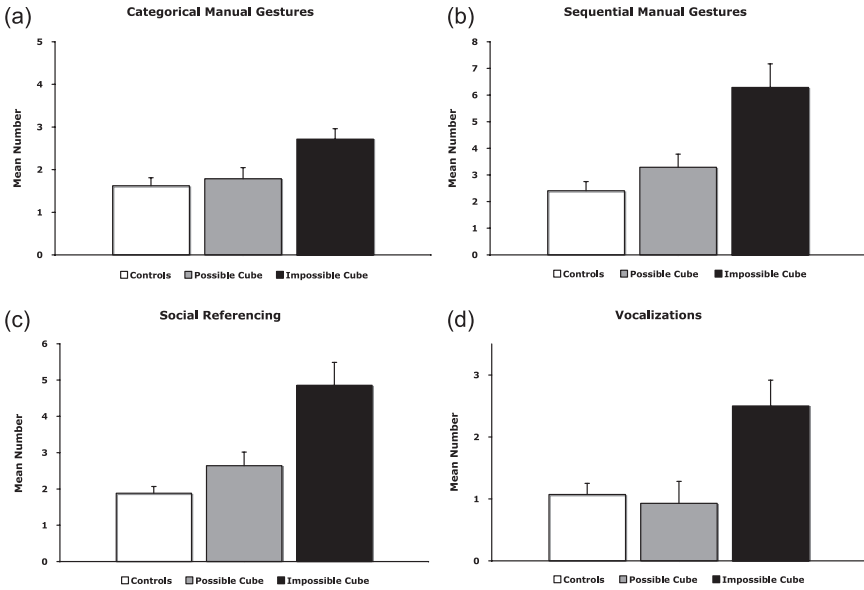 (a)
Categorical Manual Gestures
5
4
3
2
1
0
Mean Number
Controls Possible Cube Impossible Cube
(b)
Sequential Manual Gestures
8
7
6
5
4
3
2
1
0
Mean Number
Controls Possible Cube Impossible Cube
(c)
Social Referencing
6
5
4
3
2
1
0
Mean Number
Controls Possible Cube Impossible Cube
(d)
Vocalizations
3
2
1
0
Mean Number
Controls Possible Cube Impossible Cube